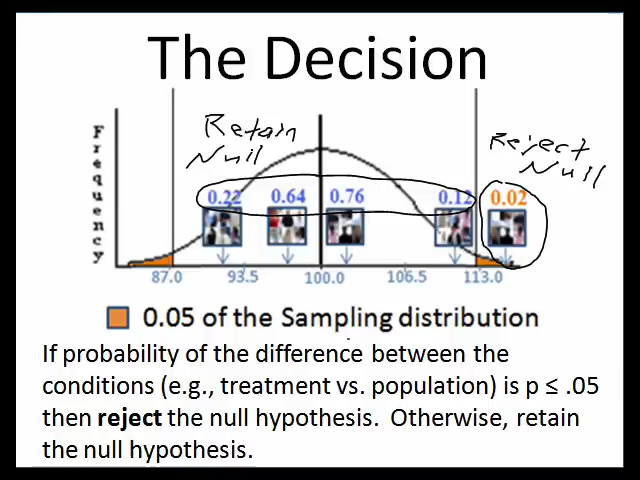 The Decision
Retain
Null
Reject
Null
Frequency
0.22 0.64 0.76 0.12 0.02
87.0 93.5 100.0 106.5 113.0
0.05 of the Sampling distribution
If probability of the difference between the
conditions (e.g., treatment vs. population) is p ≤ .05
then reject the null hypothesis. Otherwise, retain
the null hypothesis.